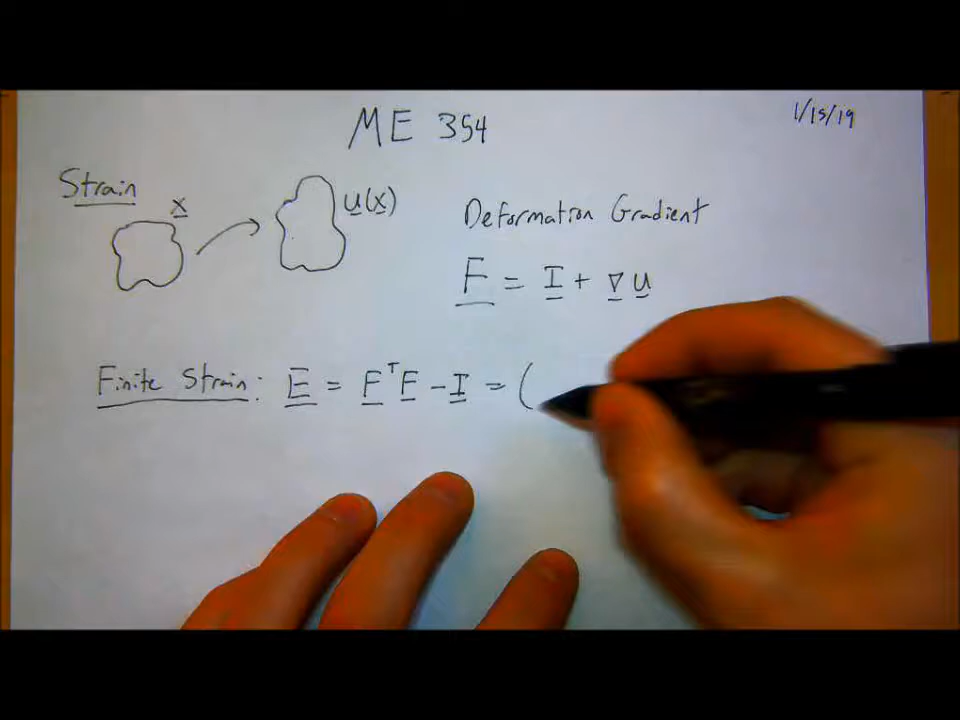 ME 354
1/15/19
Strain
x
u(x)
Deformation Gradient
F = I + ∇u
Finite Strain: E = FᵀF - I = (